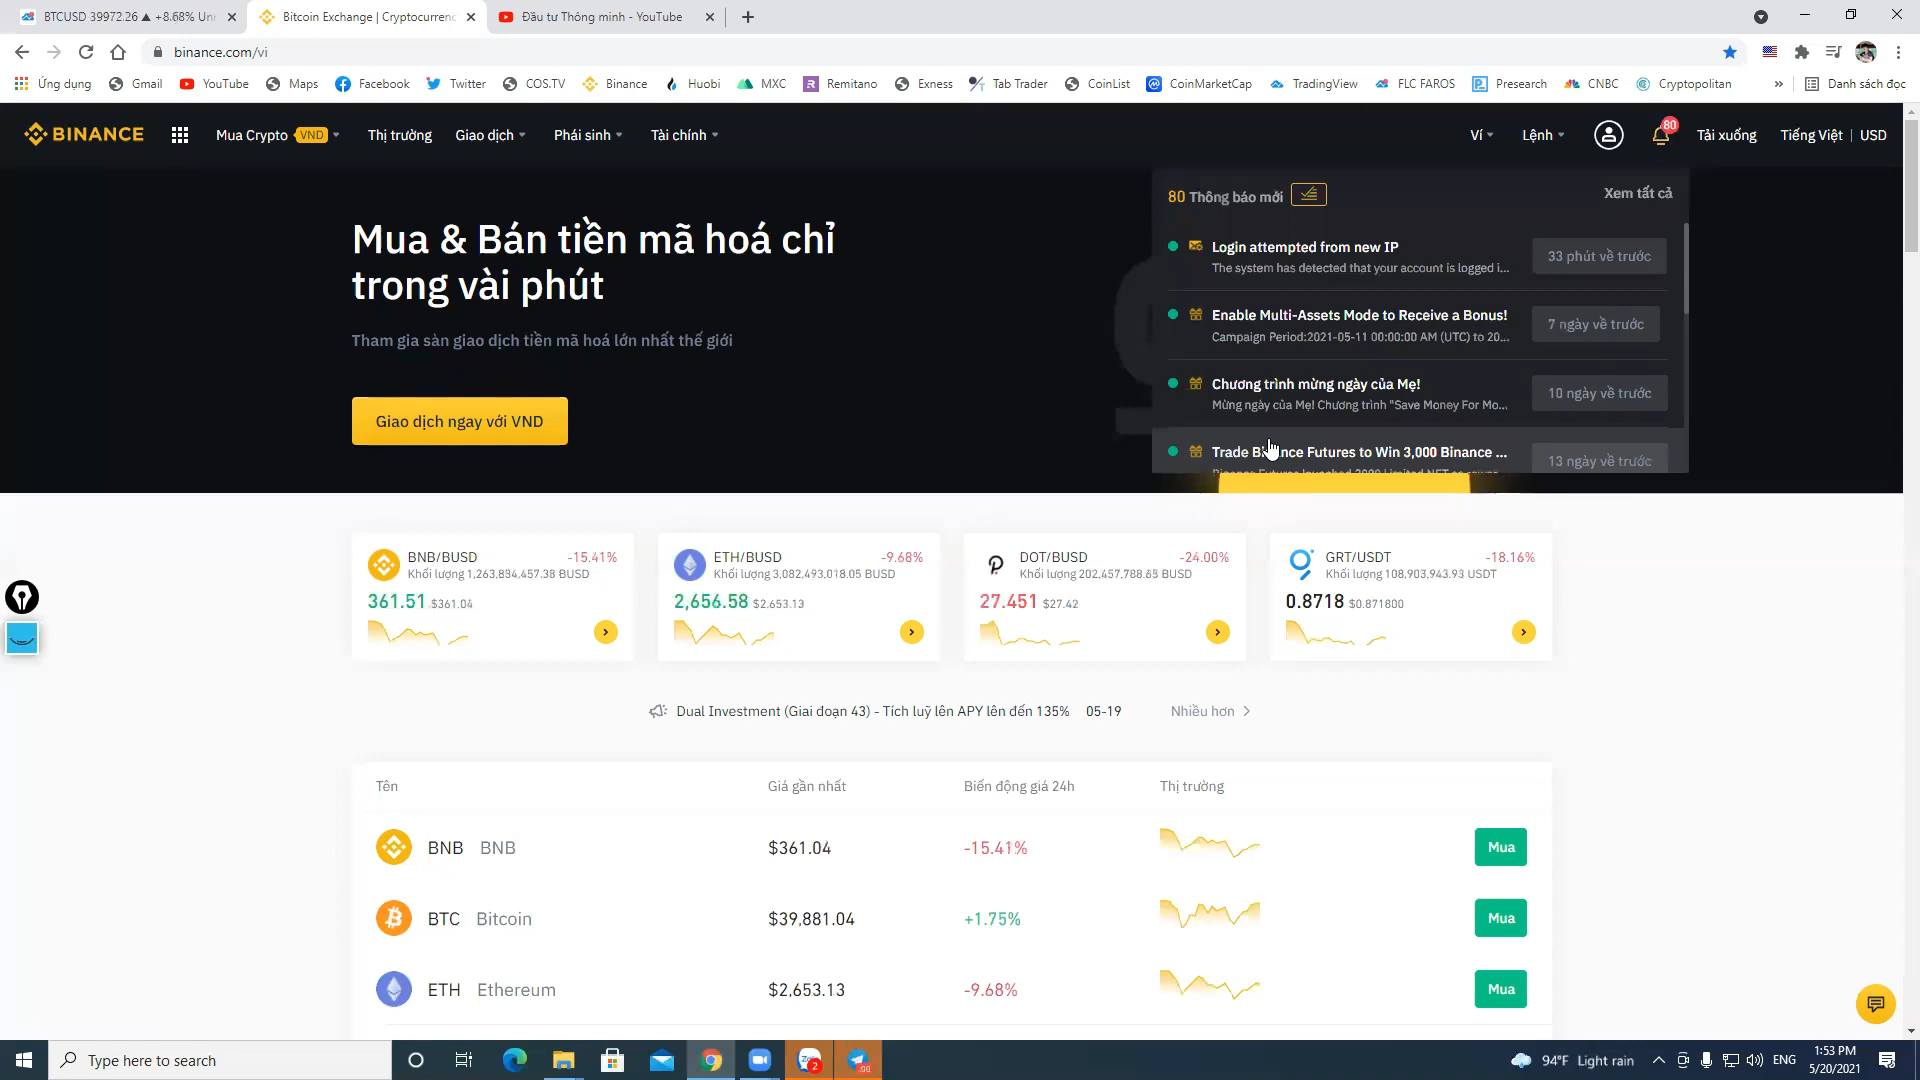 BTCUSD 39972.26 ▲ +8.68% Unr
Bitcoin Exchange | Cryptocurrenc
Đầu tư Thông minh - YouTube
binance.com/vi
Ứng dụng Gmail YouTube Maps Facebook Twitter COS.TV Binance Huobi MXC Remitano Exness Tab Trader CoinList CoinMarketCap TradingView FLC FAROS Presearch CNBC Cryptopolitan » Danh sách đọc
BINANCE Mua Crypto VND Thị trường Giao dịch Phái sinh Tài chính Ví Lệnh 80 Tải xuống Tiếng Việt | USD
Mua & Bán tiền mã hoá chỉ
trong vài phút
Tham gia sàn giao dịch tiền mã hoá lớn nhất thế giới
Giao dịch ngay với VND
80 Thông báo mới Xem tất cả
Login attempted from new IP
The system has detected that your account is logged i...
33 phút về trước
Enable Multi-Assets Mode to Receive a Bonus!
Campaign Period:2021-05-11 00:00:00 AM (UTC) to 20...
7 ngày về trước
Chương trình mừng ngày của Mẹ!
Mừng ngày của Mẹ! Chương trình "Save Money For Mo...
10 ngày về trước
Trade Binance Futures to Win 3,000 Binance ...
13 ngày về trước
BNB/BUSD -15.41%
Khối lượng 1,263,834,457.38 BUSD
361.51 $361.04
ETH/BUSD -9.68%
Khối lượng 3,082,493,018.05 BUSD
2,656.58 $2,653.13
DOT/BUSD -24.00%
Khối lượng 202,457,788.65 BUSD
27.451 $27.42
GRT/USDT -18.16%
Khối lượng 108,903,943.93 USDT
0.8718 $0.871800
Dual Investment (Giai đoạn 43) - Tích luỹ lên APY lên đến 135% 05-19 Nhiều hơn
Tên Giá gần nhất Biến động giá 24h Thị trường
BNB BNB $361.04 -15.41% Mua
BTC Bitcoin $39,881.04 +1.75% Mua
ETH Ethereum $2,653.13 -9.68% Mua
Type here to search
94°F Light rain
ENG
1:53 PM
5/20/2021